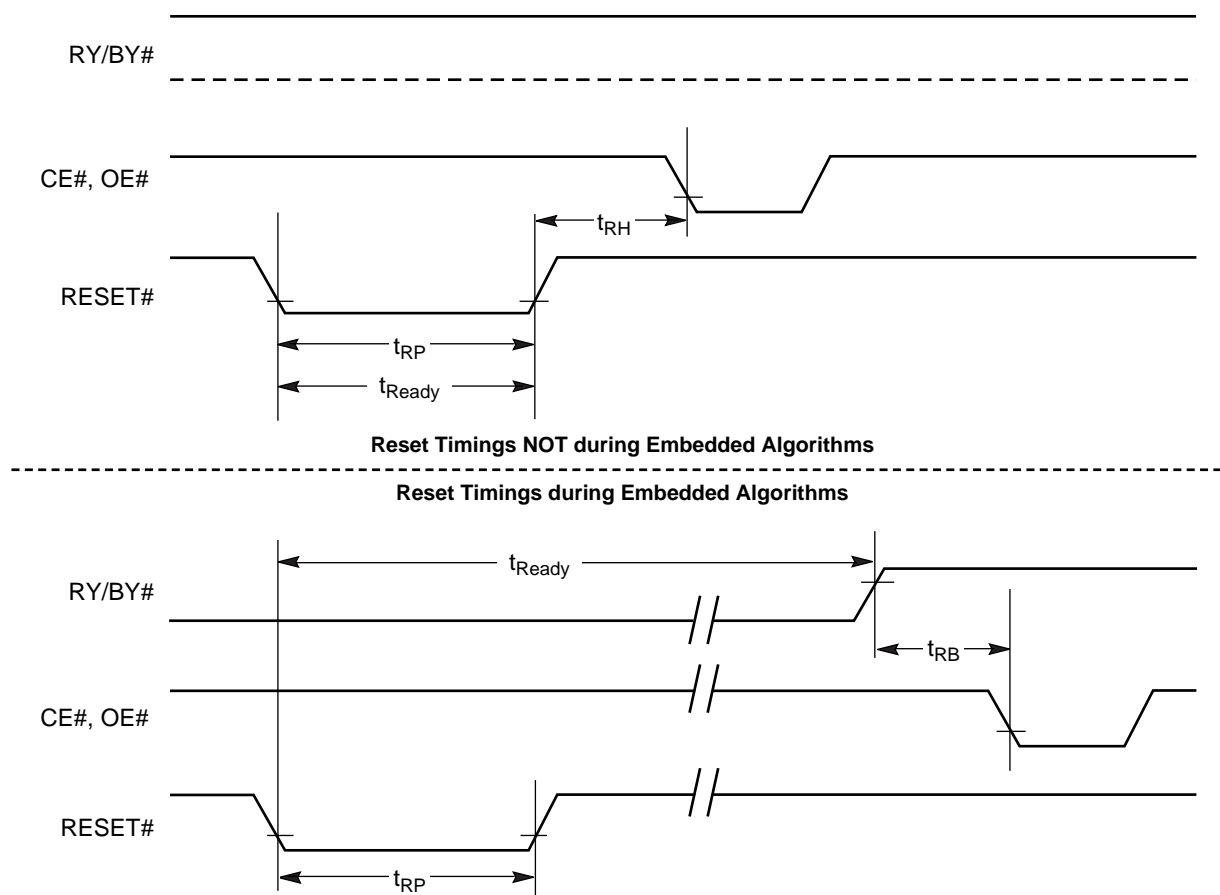 RY/BY#
CE#, OE#
tRH
RESET#
tRP
tReady
Reset Timings NOT during Embedded Algorithms
Reset Timings during Embedded Algorithms
tReady
RY/BY#
tRB
CE#, OE#
RESET#
tRP